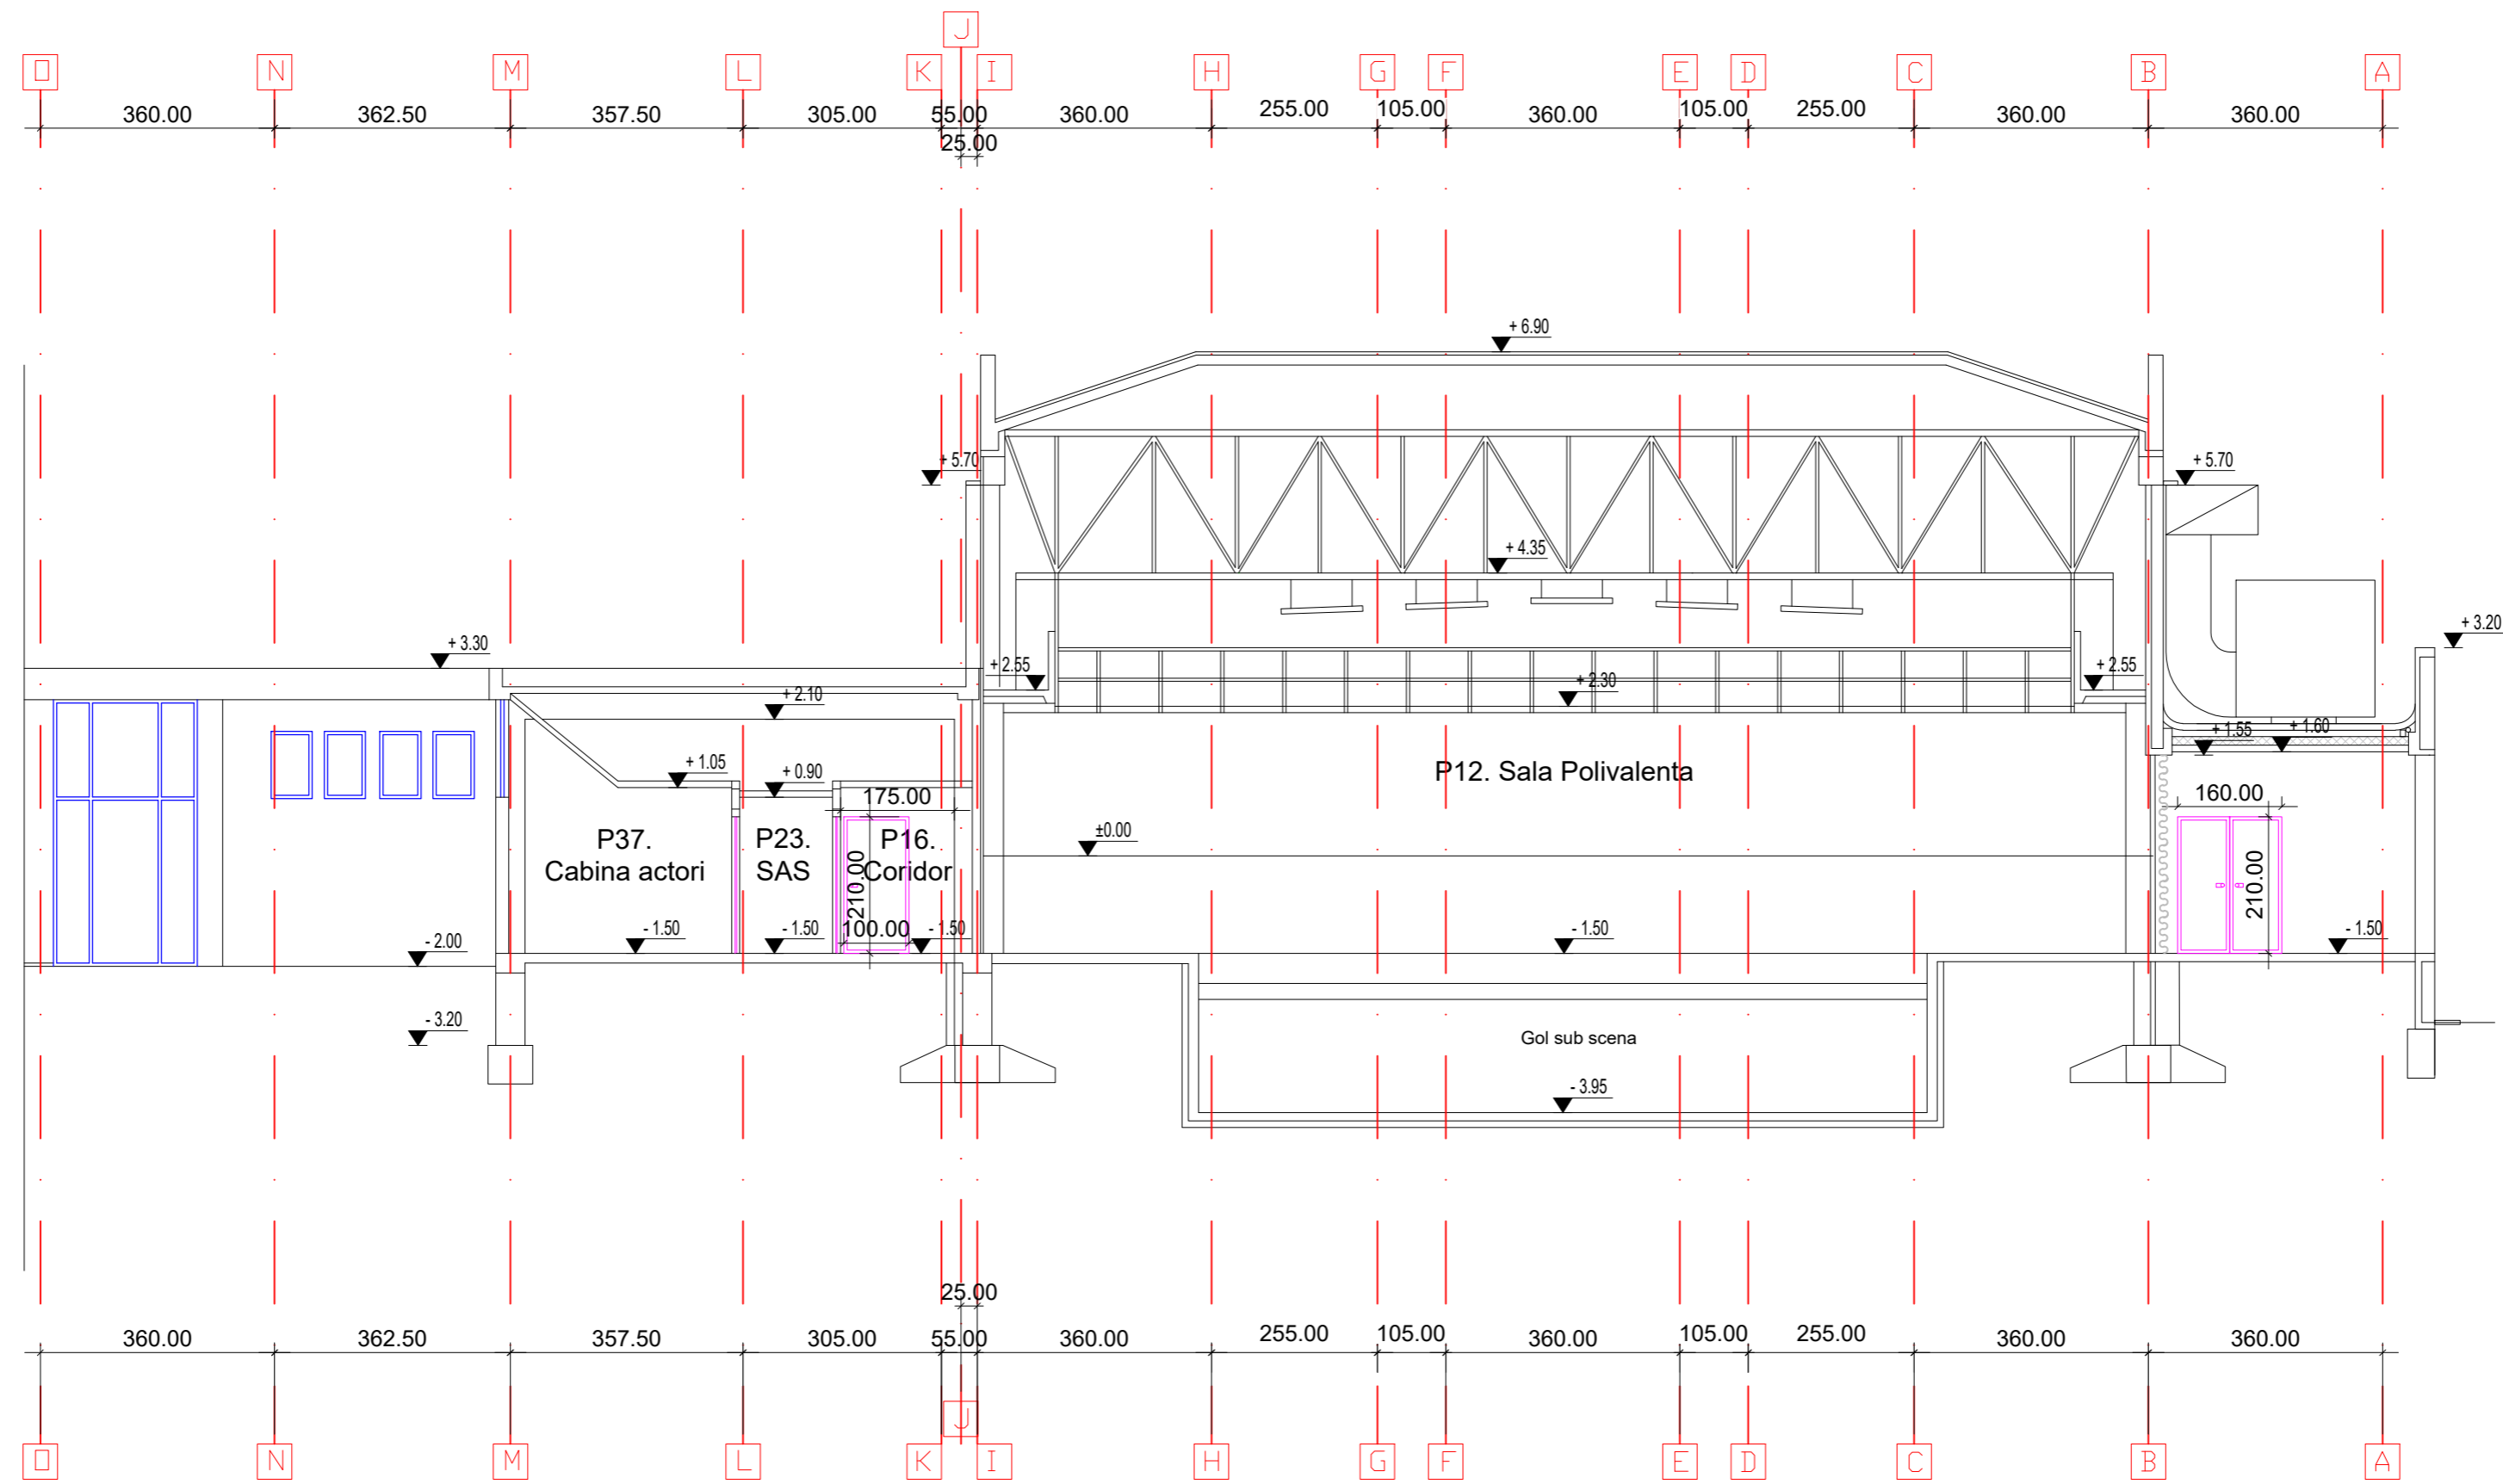 J
O N M L K I H G F E D C B A
360.00 362.50 357.50 305.00 55.00 360.00 255.00 105.00 360.00 105.00 255.00 360.00 360.00
25.00
+ 6.90
+ 5.70 + 5.70
+ 4.35
+ 3.30 + 3.20
+ 2.55 + 2.55
+ 2.10 + 2.30
+ 1.55 + 1.60
+ 1.05 + 0.90
P12. Sala Polivalenta
175.00 160.00
±0.00
P37.
Cabina actori
P23.
SAS
P16.
Coridor
210.00 210.00
100.00
- 1.50 - 1.50 - 1.50 - 1.50 - 1.50
- 2.00
- 3.20
Gol sub scena
- 3.95
25.00
360.00 362.50 357.50 305.00 55.00 360.00 255.00 105.00 360.00 105.00 255.00 360.00 360.00
J
O N M L K I H G F E D C B A